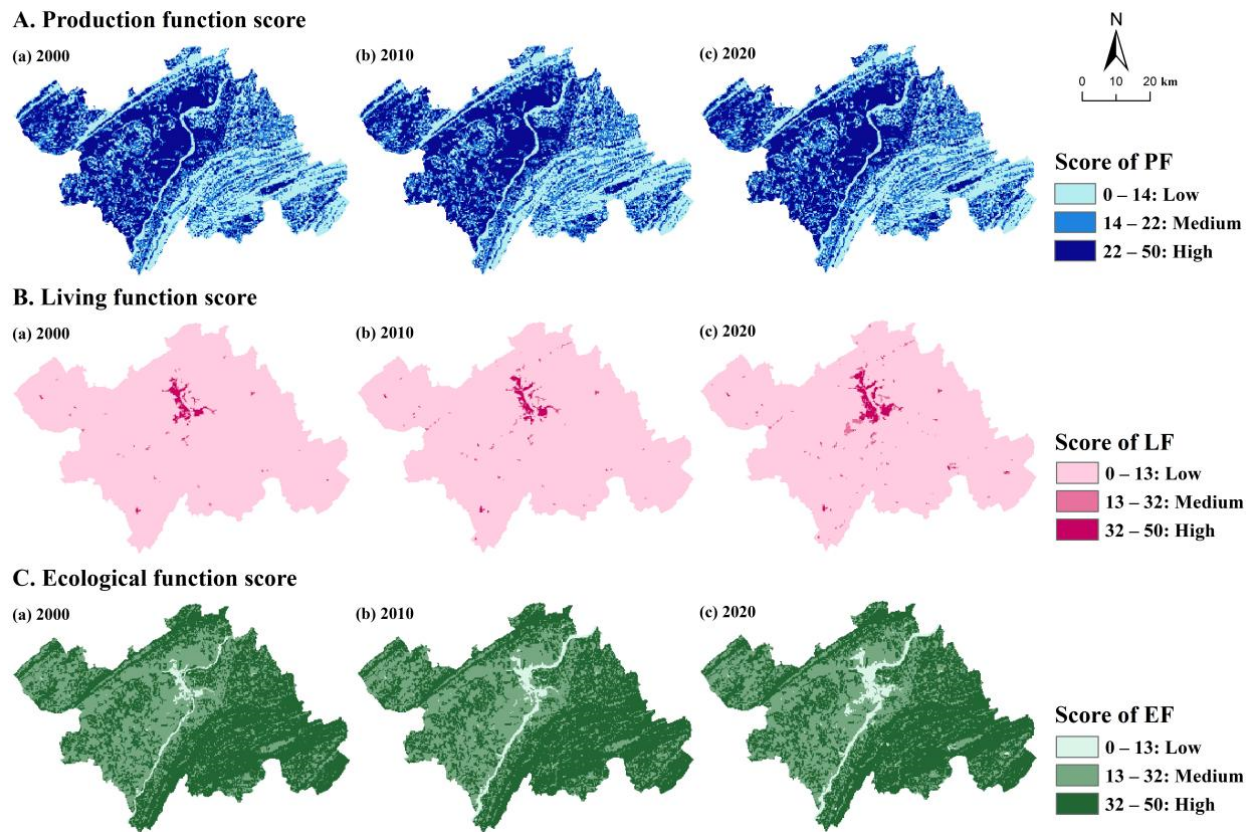 A. Production function score
(a) 2000
(b) 2010
(c) 2020
N
0 10 20 km
Score of PF
0 – 14: Low
14 – 22: Medium
22 – 50: High
B. Living function score
(a) 2000
(b) 2010
(c) 2020
Score of LF
0 – 13: Low
13 – 32: Medium
32 – 50: High
C. Ecological function score
(a) 2000
(b) 2010
(c) 2020
Score of EF
0 – 13: Low
13 – 32: Medium
32 – 50: High